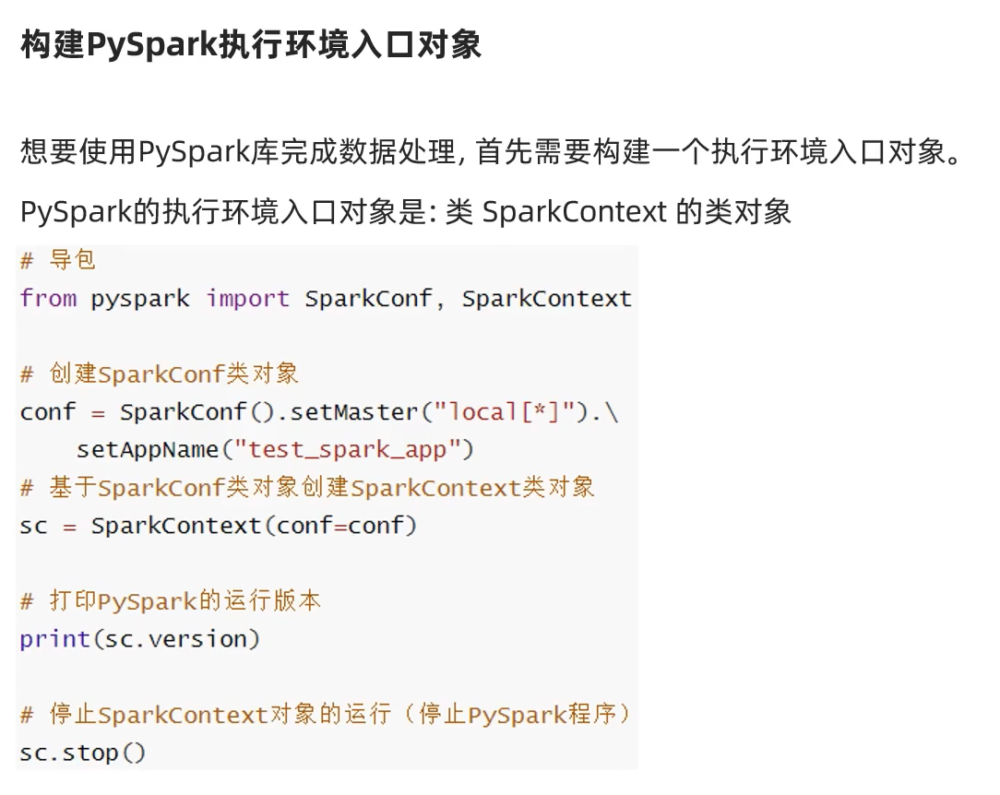 构建PySpark执行环境入口对象
想要使用PySpark库完成数据处理, 首先需要构建一个执行环境入口对象。
PySpark的执行环境入口对象是: 类 SparkContext 的类对象
# 导包
from pyspark import SparkConf, SparkContext
# 创建SparkConf类对象
conf = SparkConf().setMaster("local[*]").\
    setAppName("test_spark_app")
# 基于SparkConf类对象创建SparkContext类对象
sc = SparkContext(conf=conf)
# 打印PySpark的运行版本
print(sc.version)
# 停止SparkContext对象的运行（停止PySpark程序）
sc.stop()